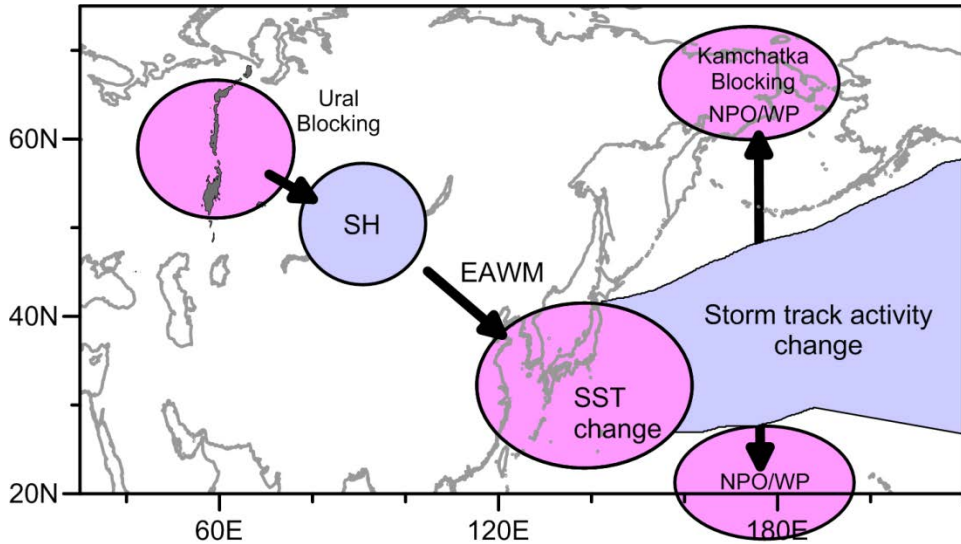 Kamchatka
Blocking
NPO/WP
Ural
Blocking
60N
SH
EAWM
40N
Storm track activity
change
SST
change
NPO/WP
20N
60E
120E
180E